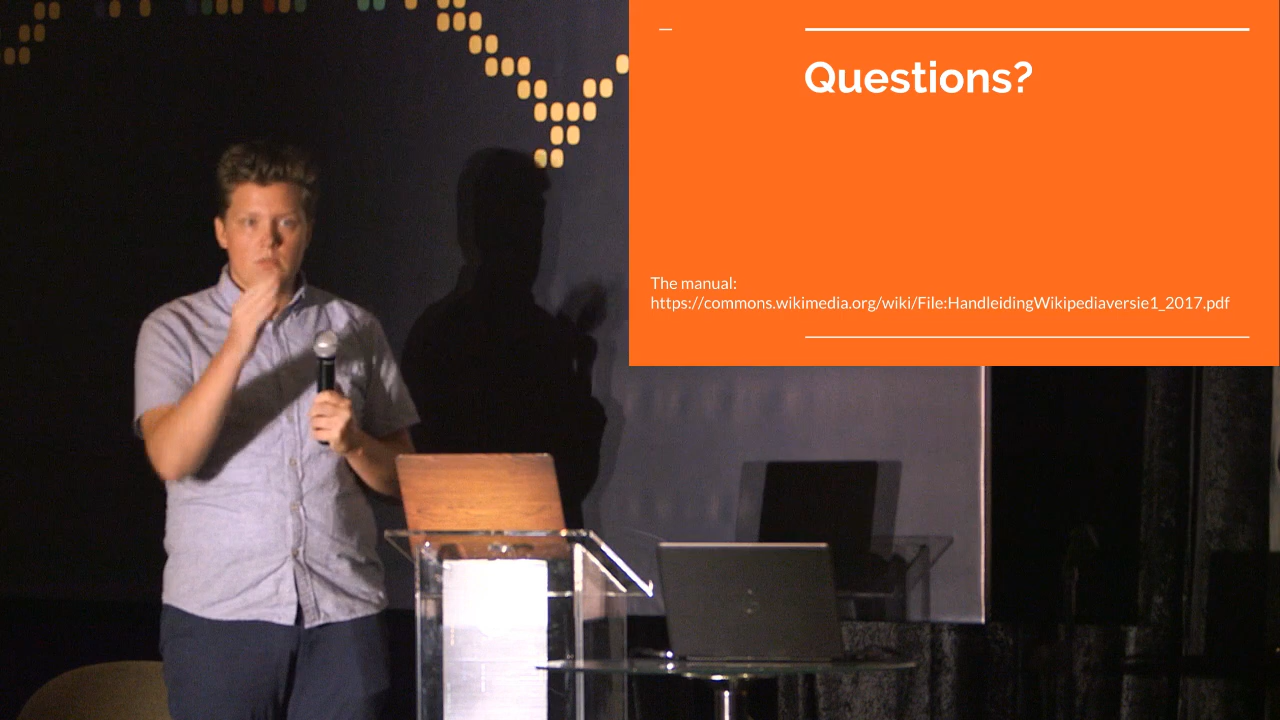 Questions?
The manual:
https://commons.wikimedia.org/wiki/File:HandleidingWikipediaversie1_2017.pdf